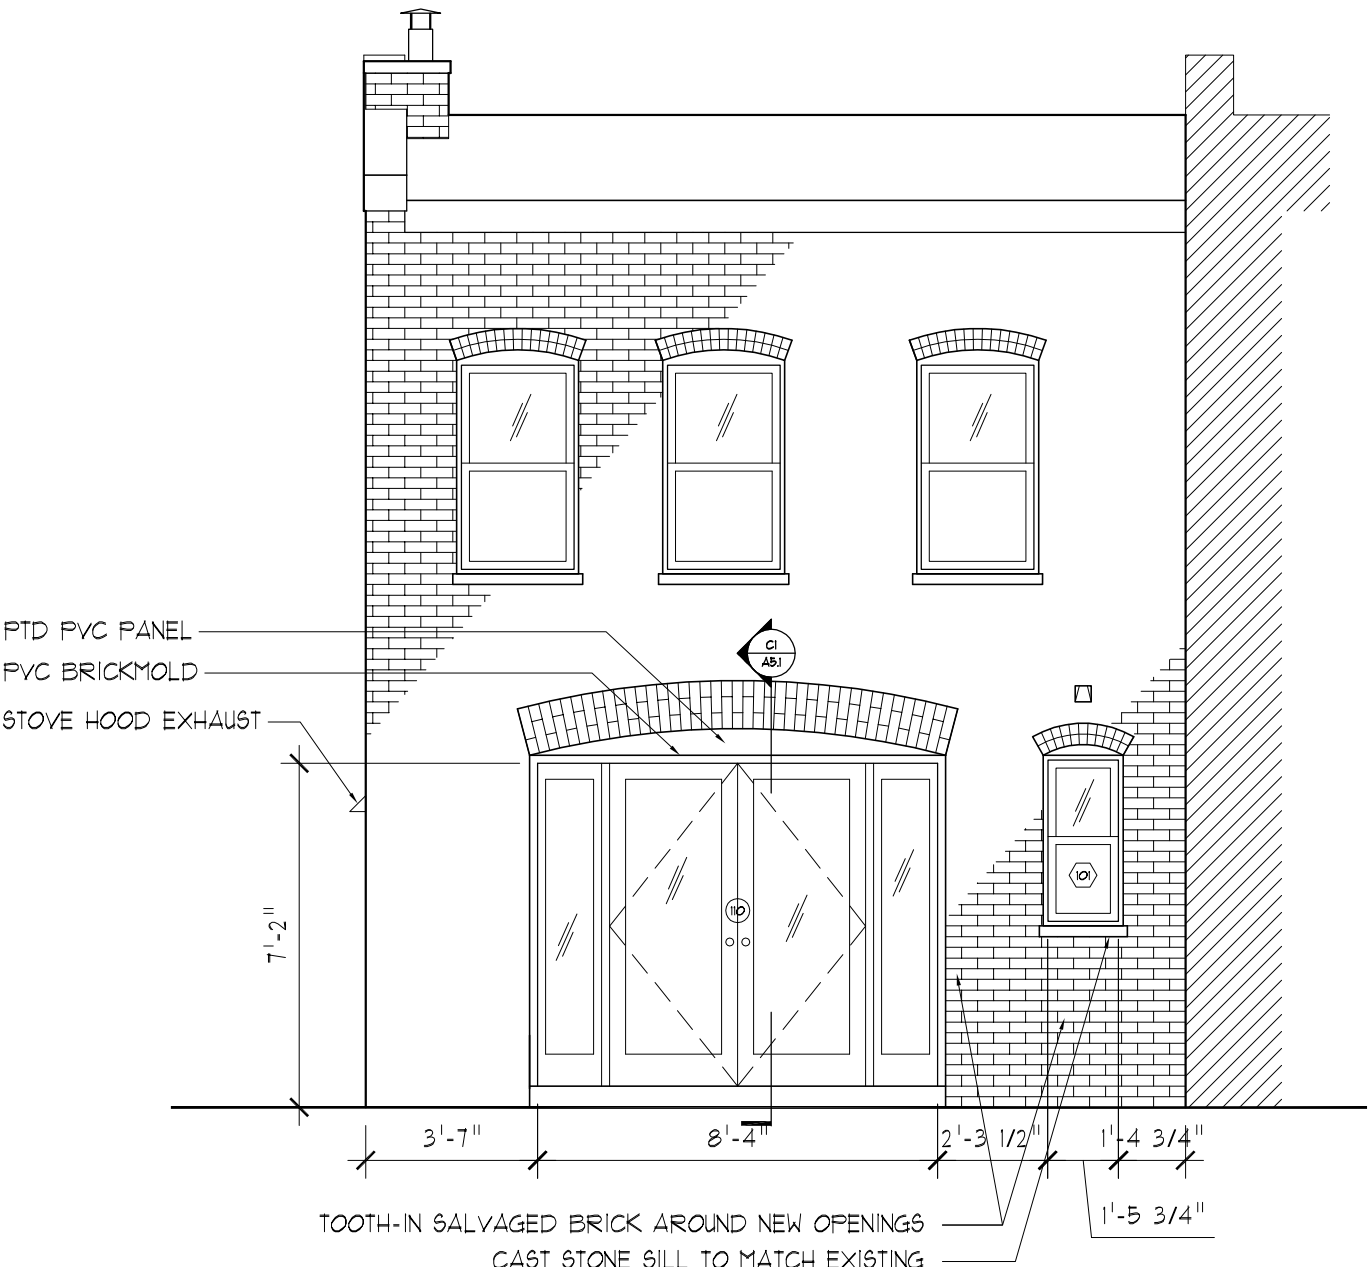 PTD PVC PANEL
PVC BRICKMOLD
STOVE HOOD EXHAUST
C1
A5.1
101
110
7'-2"
3'-7"
8'-4"
2'-3 1/2"
1'-4 3/4"
1'-5 3/4"
TOOTH-IN SALVAGED BRICK AROUND NEW OPENINGS
CAST STONE SILL TO MATCH EXISTING